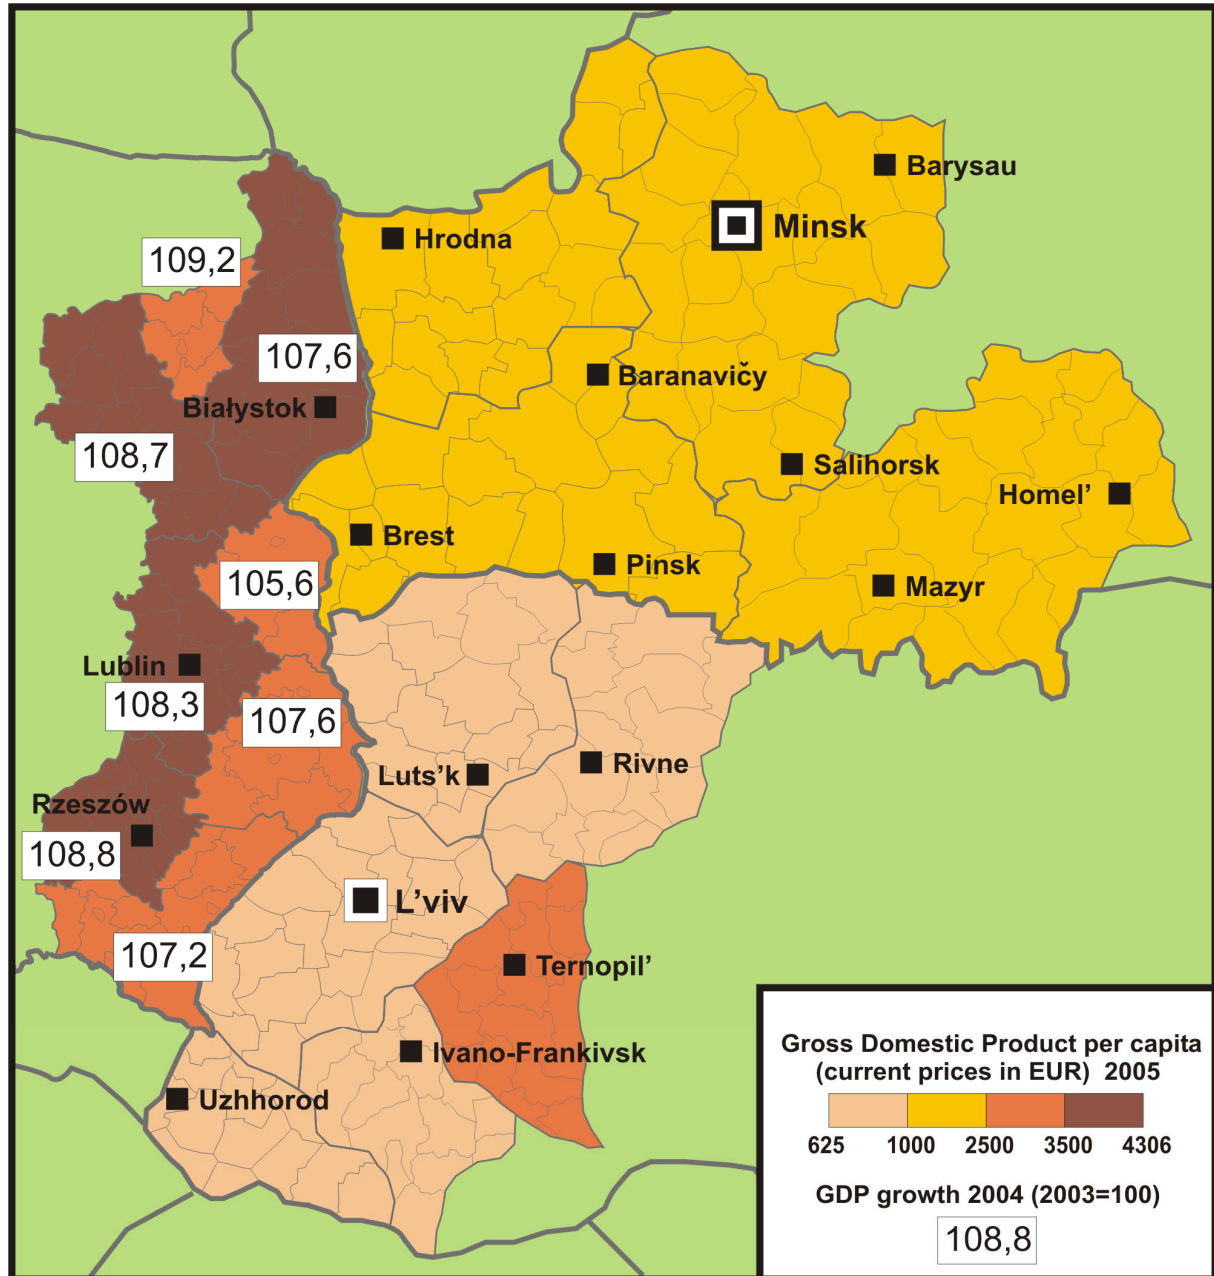 Barysau
Minsk
Hrodna
109,2
107,6
Baranavičy
Białystok
108,7
Salihorsk
Homel’
Brest
Pinsk
105,6
Mazyr
Lublin
108,3
107,6
Luts’k
Rivne
Rzeszów
108,8
L’viv
107,2
Ternopil’
Ivano-Frankivsk
Uzhhorod
Gross Domestic Product per capita
(current prices in EUR) 2005
625 1000 2500 3500 4306
GDP growth 2004 (2003=100)
108,8